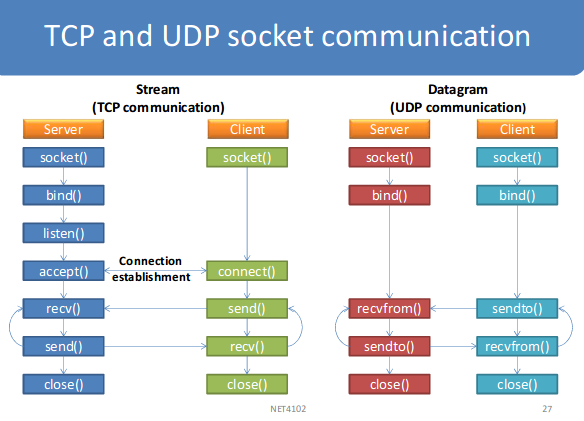 TCP and UDP socket communication
Stream
(TCP communication)
Server
Client
socket()
socket()
bind()
listen()
accept()
Connection
establishment
connect()
recv()
send()
send()
recv()
close()
close()
Datagram
(UDP communication)
Server
Client
socket()
socket()
bind()
bind()
recvfrom()
sendto()
sendto()
recvfrom()
close()
close()
NET4102
27